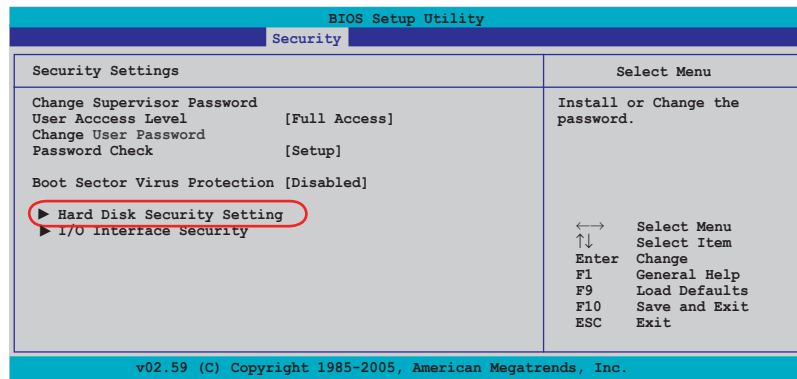 BIOS Setup Utility
Security
Security Settings
Change Supervisor Password
User Acccess Level [Full Access]
Change User Password
Password Check [Setup]
Boot Sector Virus Protection [Disabled]
▶ Hard Disk Security Setting
▶ I/O Interface Security
Select Menu
Install or Change the
password.
←→ Select Menu
↑↓ Select Item
Enter Change
F1 General Help
F9 Load Defaults
F10 Save and Exit
ESC Exit
v02.59 (C) Copyright 1985-2005, American Megatrends, Inc.